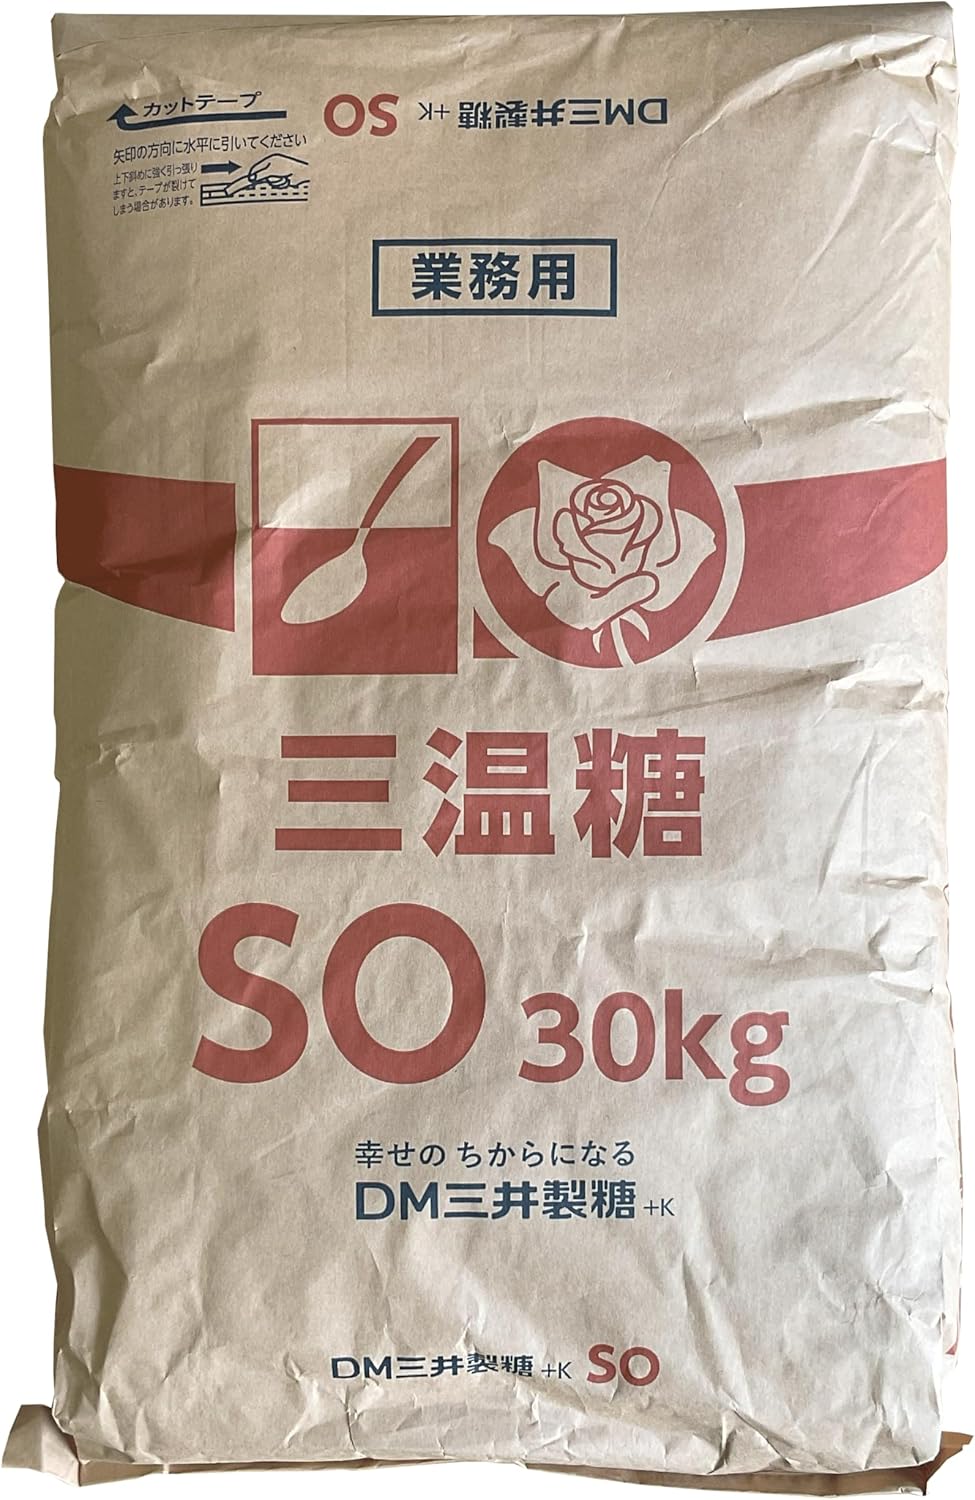 カットテープ
矢印の方向に水平に引いてください
上下斜めに強く引っ張り
ますと、テープが裂けて
しまう場合があります。
DM三井製糖 +K SO
業務用
三温糖
SO 30kg
幸せの ちからになる
DM三井製糖 +K
DM三井製糖 +K SO